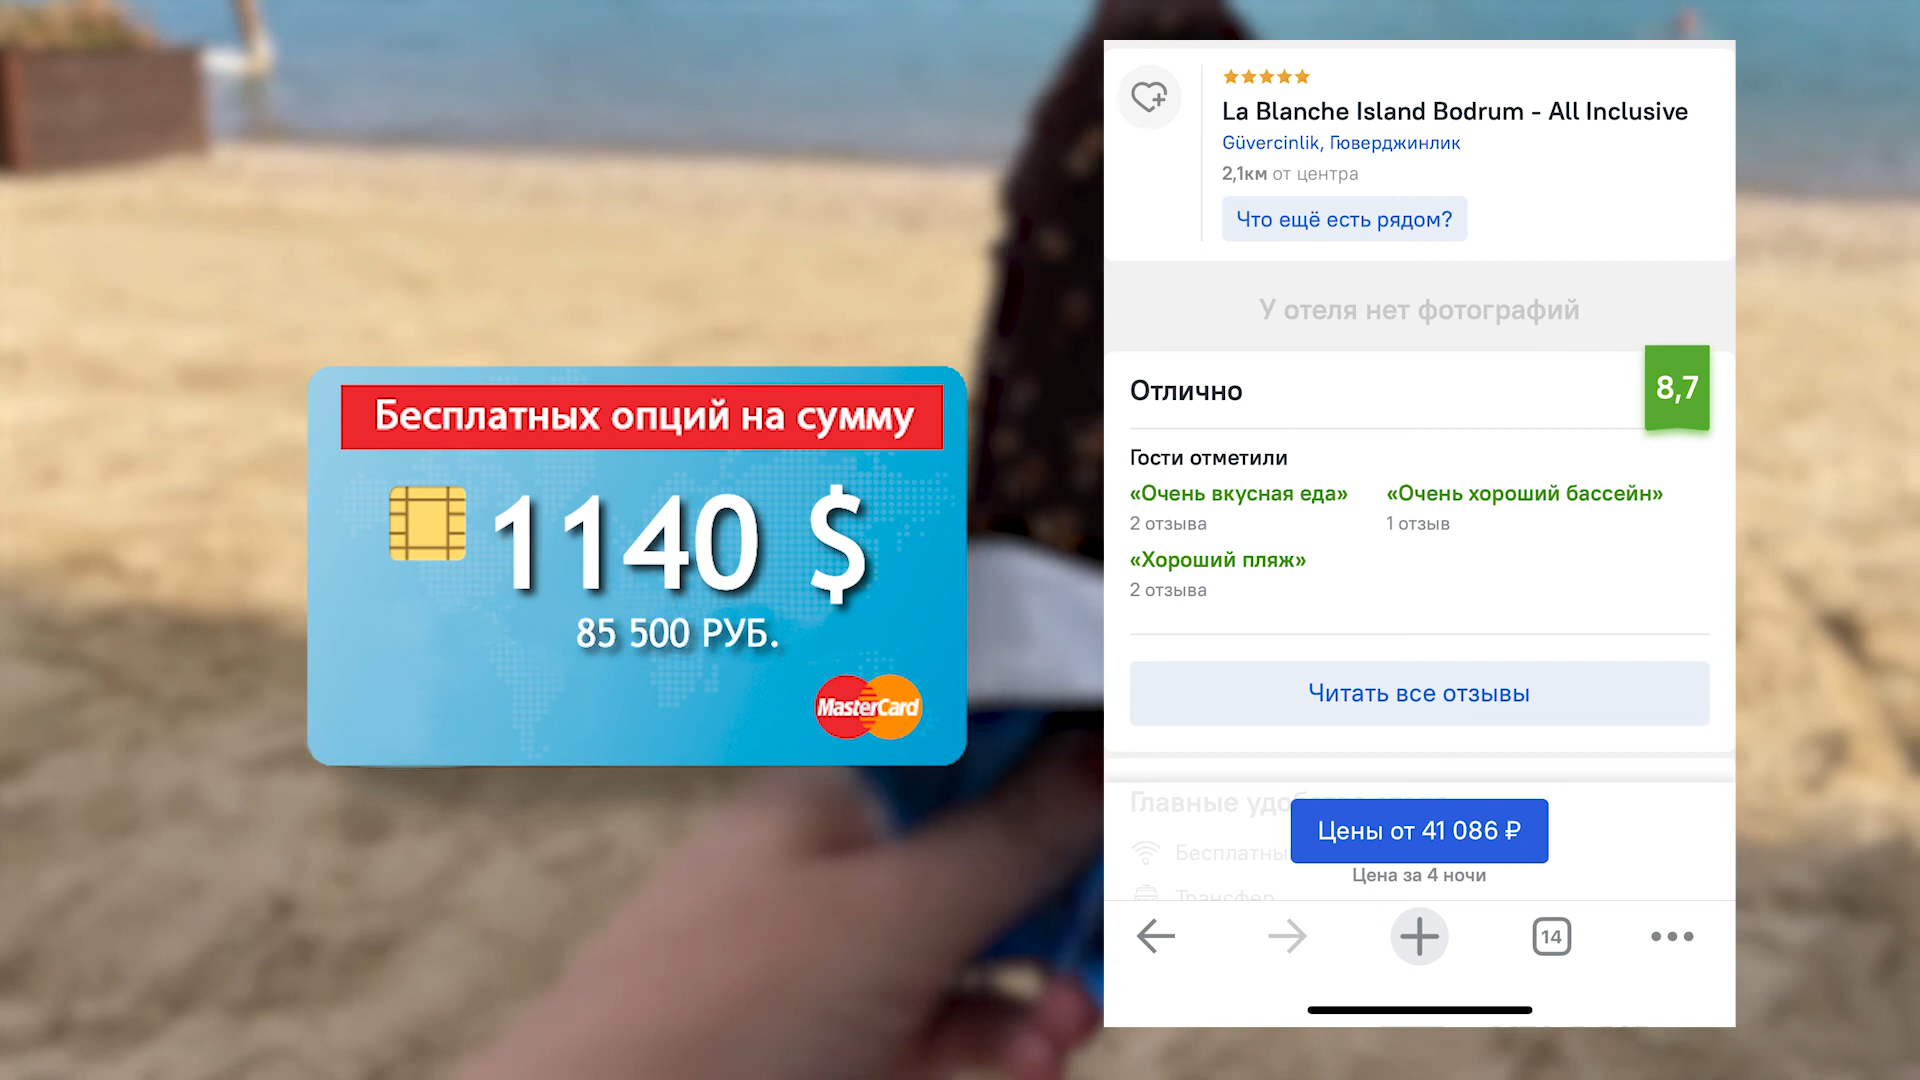 Бесплатных опций на сумму
1140 $
85 500 РУБ.
MasterCard
La Blanche Island Bodrum - All Inclusive
Güvercinlik, Гюверджинлик
2,1км от центра
Что ещё есть рядом?
У отеля нет фотографий
Отлично
8,7
Гости отметили
«Очень вкусная еда» «Очень хороший бассейн»
2 отзыва 1 отзыв
«Хороший пляж»
2 отзыва
Читать все отзывы
Главные
Цены от 41 086 ₽
Цена за 4 ночи
Трансфер
14